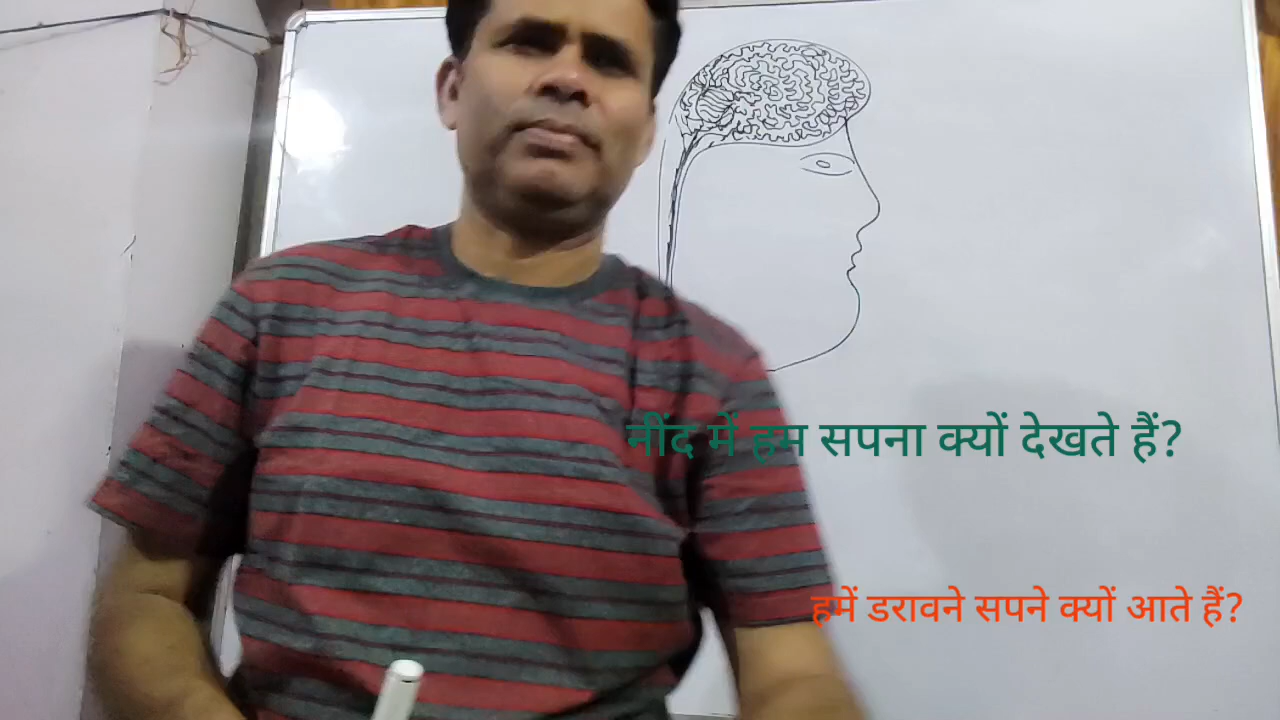 नींद में हम सपना क्यों देखते हैं?
हमें डरावने सपने क्यों आते हैं?